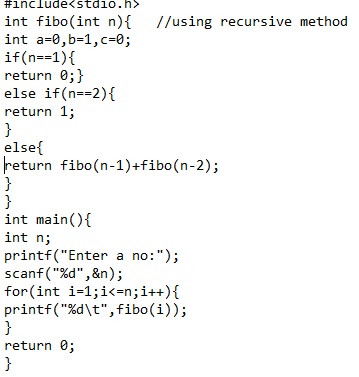 #include<stdio.h>
int fibo(int n){   //using recursive method
int a=0,b=1,c=0;
if(n==1){
return 0;}
else if(n==2){
return 1;
}
else{
return fibo(n-1)+fibo(n-2);
}
}
int main(){
int n;
printf("Enter a no:");
scanf("%d",&n);
for(int i=1;i<=n;i++){
printf("%d\t",fibo(i));
}
return 0;
}